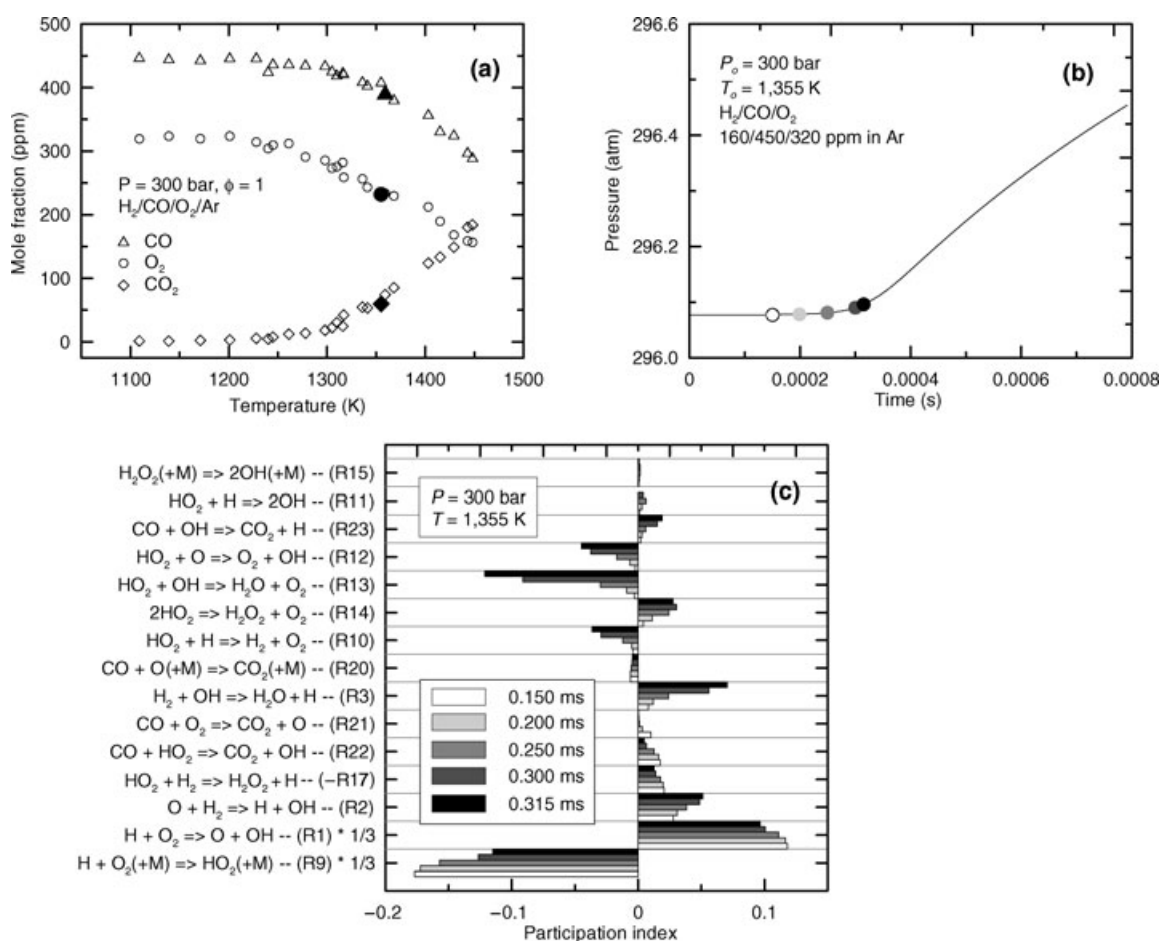 (a)
Mole fraction (ppm)
500
400
300
200
100
0
P = 300 bar, ϕ = 1
H₂/CO/O₂/Ar
CO
O₂
CO₂
1100 1200 1300 1400 1500
Temperature (K)
(b)
Pressure (atm)
296.6
296.4
296.2
296.0
Pₒ = 300 bar
Tₒ = 1,355 K
H₂/CO/O₂
160/450/320 ppm in Ar
0 0.0002 0.0004 0.0006 0.0008
Time (s)
(c)
P = 300 bar
T = 1,355 K
H₂O₂(+M) => 2OH(+M) -- (R15)
HO₂ + H => 2OH -- (R11)
CO + OH => CO₂ + H -- (R23)
HO₂ + O => O₂ + OH -- (R12)
HO₂ + OH => H₂O + O₂ -- (R13)
2HO₂ => H₂O₂ + O₂ -- (R14)
HO₂ + H => H₂ + O₂ -- (R10)
CO + O(+M) => CO₂(+M) -- (R20)
H₂ + OH => H₂O + H -- (R3)
CO + O₂ => CO₂ + O -- (R21)
CO + HO₂ => CO₂ + OH -- (R22)
HO₂ + H₂ => H₂O₂ + H -- (−R17)
O + H₂ => H + OH -- (R2)
H + O₂ => O + OH -- (R1) * 1/3
H + O₂(+M) => HO₂(+M) -- (R9) * 1/3
0.150 ms
0.200 ms
0.250 ms
0.300 ms
0.315 ms
−0.2 −0.1 0 0.1
Participation index